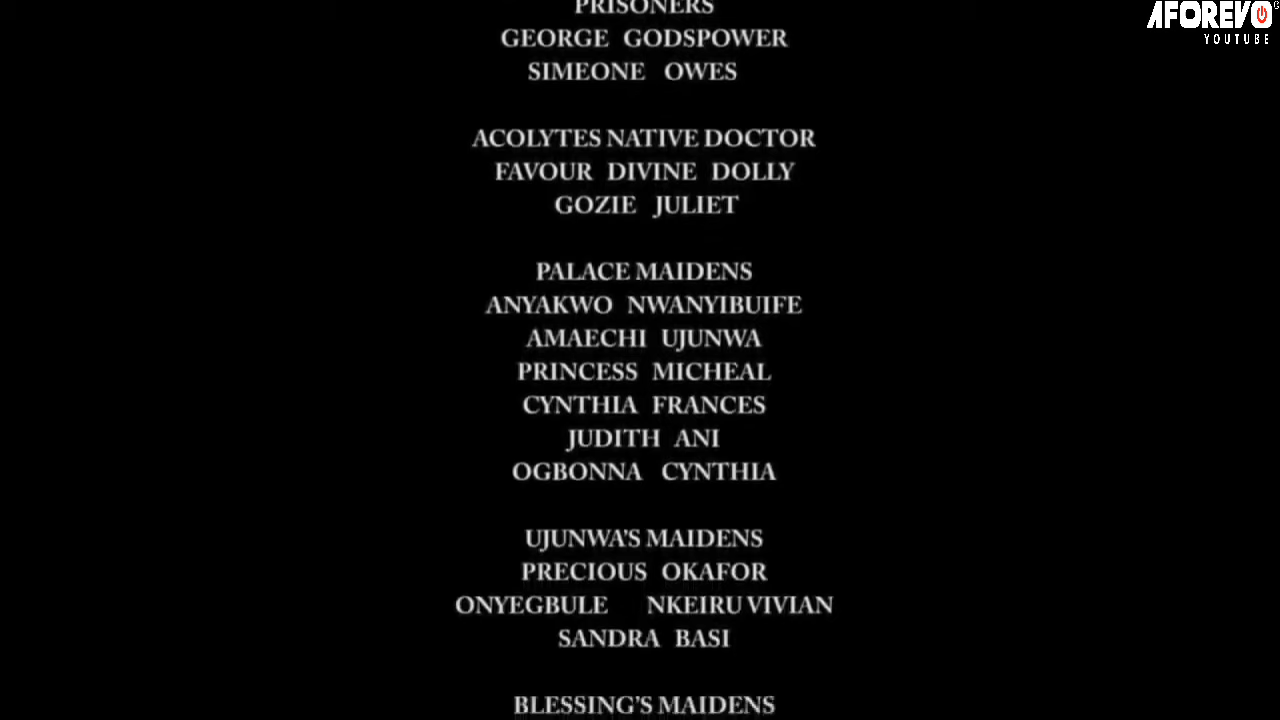 PRISONERS
GEORGE GODSPOWER
SIMEONE OWES
ACOLYTES NATIVE DOCTOR
FAVOUR DIVINE DOLLY
GOZIE JULIET
PALACE MAIDENS
ANYAKWO NWANYIBUIFE
AMAECHI UJUNWA
PRINCESS MICHEAL
CYNTHIA FRANCES
JUDITH ANI
OGBONNA CYNTHIA
UJUNWA'S MAIDENS
PRECIOUS OKAFOR
ONYEGBULE NKEIRU VIVIAN
SANDRA BASI
BLESSING'S MAIDENS
AFOREVO
YOUTUBE